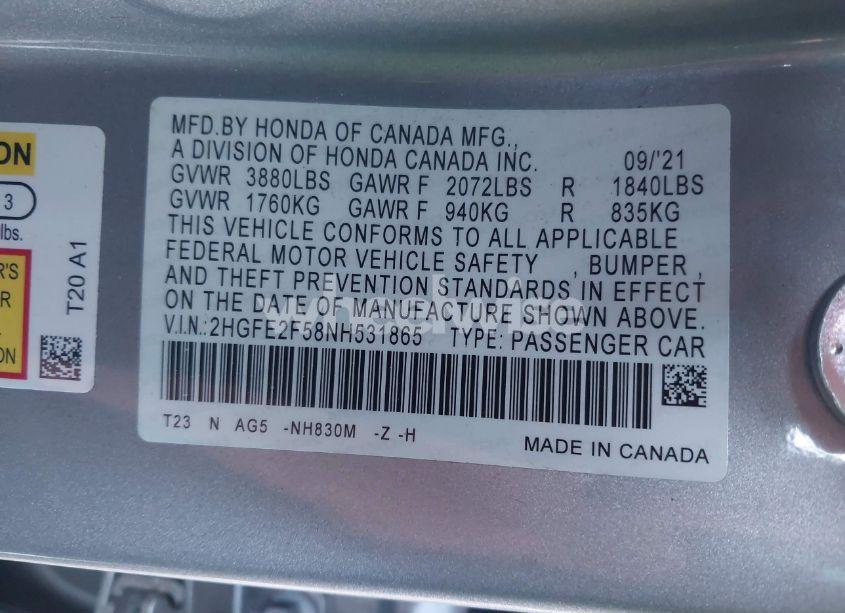 MFD.BY HONDA OF CANADA MFG.,
A DIVISION OF HONDA CANADA INC. 09/'21
GVWR 3880LBS GAWR F 2072LBS R 1840LBS
GVWR 1760KG GAWR F 940KG R 835KG
THIS VEHICLE CONFORMS TO ALL APPLICABLE
FEDERAL MOTOR VEHICLE SAFETY , BUMPER ,
AND THEFT PREVENTION STANDARDS IN EFFECT
ON THE DATE OF MANUFACTURE SHOWN ABOVE.
V.I.N.:2HGFE2F58NH531865 TYPE: PASSENGER CAR
T23 N AG5 -NH830M -Z -H
MADE IN CANADA
ON
3
lbs.
R'S
OR
ION
T20 A1